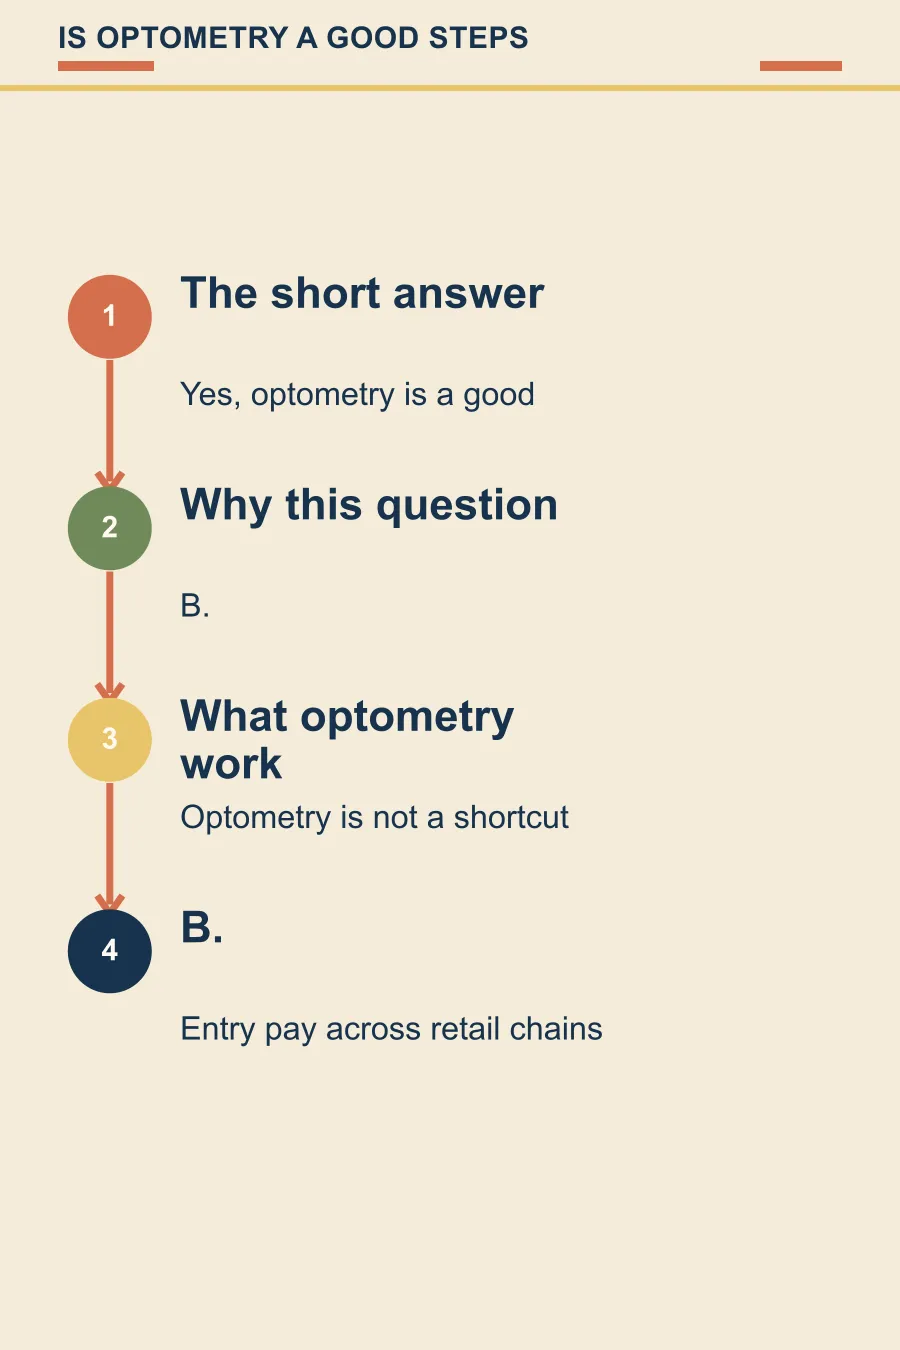 IS OPTOMETRY A GOOD STEPS
1
The short answer
Yes, optometry is a good
2
Why this question
B.
3
What optometry
work
Optometry is not a shortcut
4
B.
Entry pay across retail chains